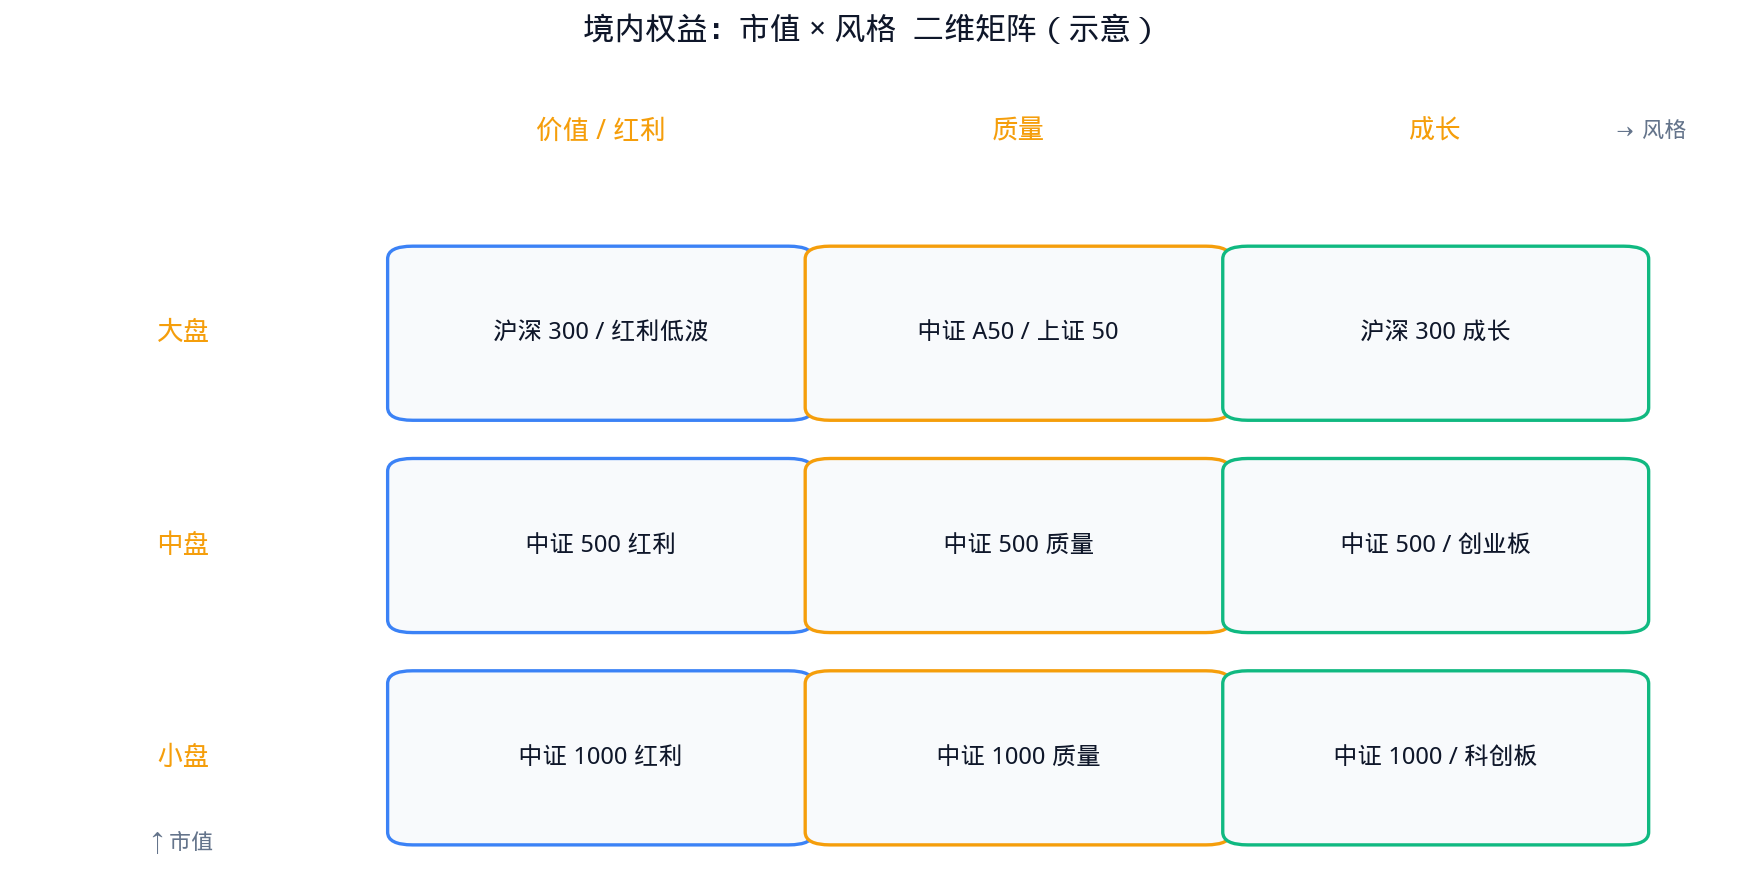 境内权益：市值 × 风格 二维矩阵（示意）
价值 / 红利
质量
成长
→ 风格
大盘
沪深 300 / 红利低波
中证 A50 / 上证 50
沪深 300 成长
中盘
中证 500 红利
中证 500 质量
中证 500 / 创业板
小盘
中证 1000 红利
中证 1000 质量
中证 1000 / 科创板
↑ 市值